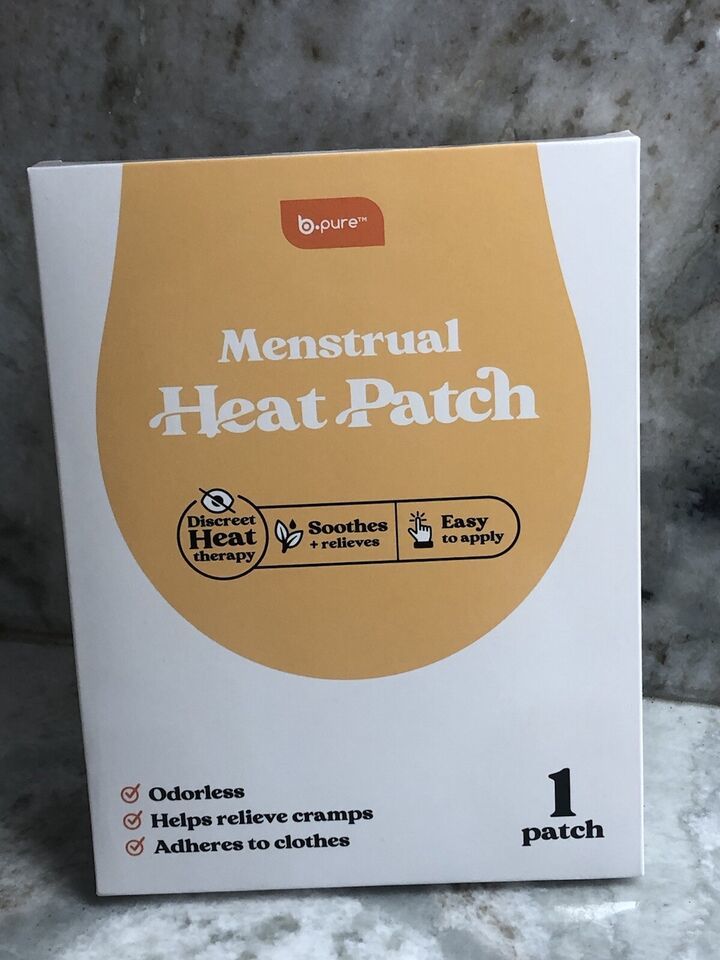 b.pure™
Menstrual
Heat Patch
Discreet
Heat
therapy
Soothes
+ relieves
Easy
to apply
Odorless
Helps relieve cramps
Adheres to clothes
1
patch